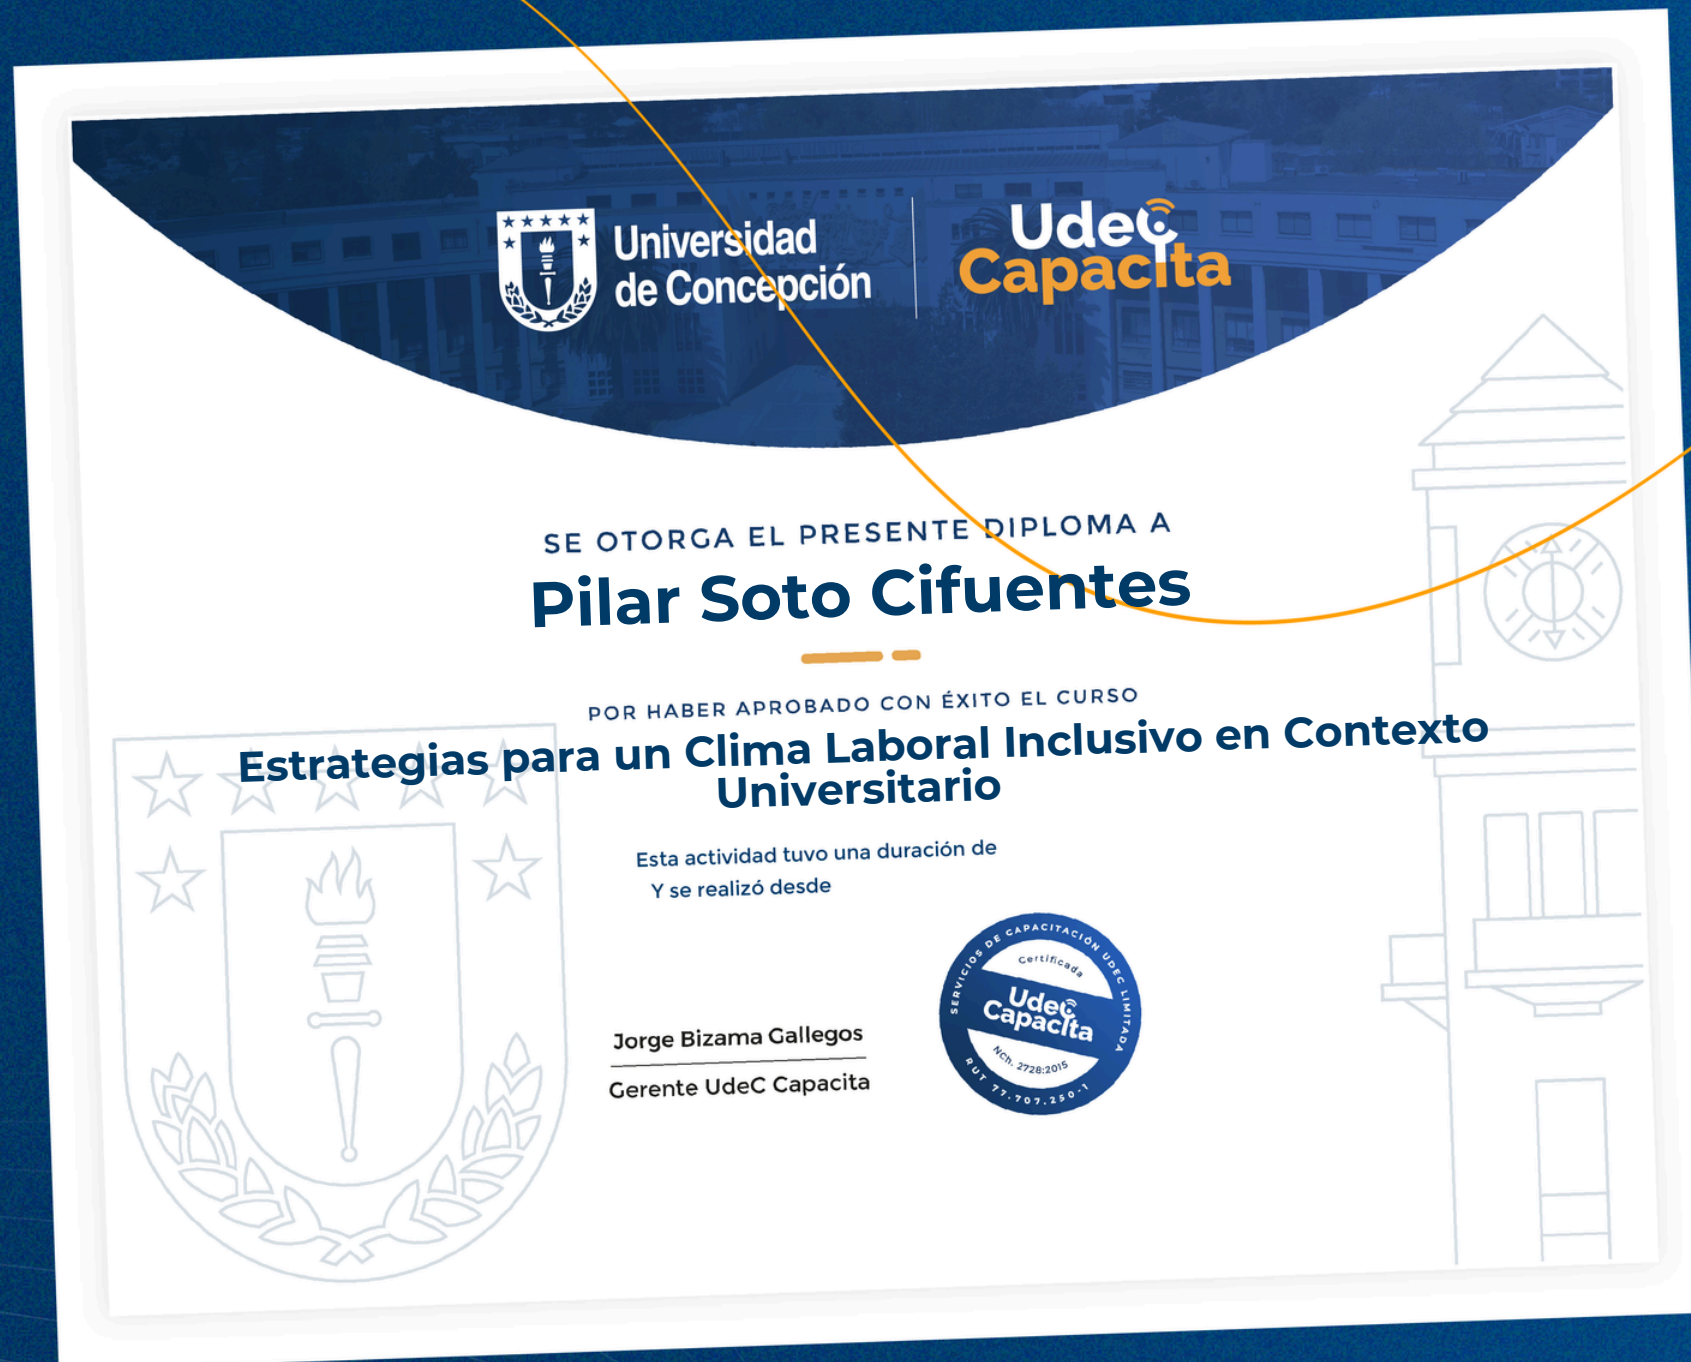 Universidad
de Concepción
UdeC
Capacita
SE OTORGA EL PRESENTE DIPLOMA A
Pilar Soto Cifuentes
POR HABER APROBADO CON ÉXITO EL CURSO
Estrategias para un Clima Laboral Inclusivo en Contexto
Universitario
Esta actividad tuvo una duración de
Y se realizó desde
Jorge Bizama Gallegos
Gerente UdeC Capacita
SERVICIOS DE CAPACITACIÓN UDEC LIMITADA
Certificada
UdeC
Capacita
NCh. 2728:2015
RUT 77.707.250-1